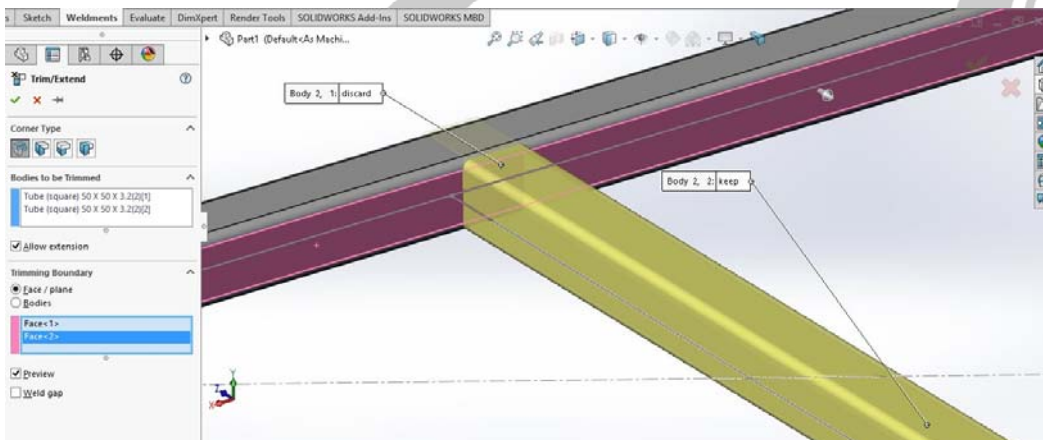 s Sketch Weldments Evaluate DimXpert Render Tools SOLIDWORKS Add-Ins SOLIDWORKS MBD
Part1 (Default<As Machi...
Trim/Extend
Corner Type
Bodies to be Trimmed
Tube (square) 50 X 50 X 3.2(2)[1]
Tube (square) 50 X 50 X 3.2(2)[2]
Allow extension
Trimming Boundary
Face / plane
Bodies
Face<1>
Face<2>
Preview
Weld gap
Body 2, 1: discard
Body 2, 2: keep
Y
Z
X